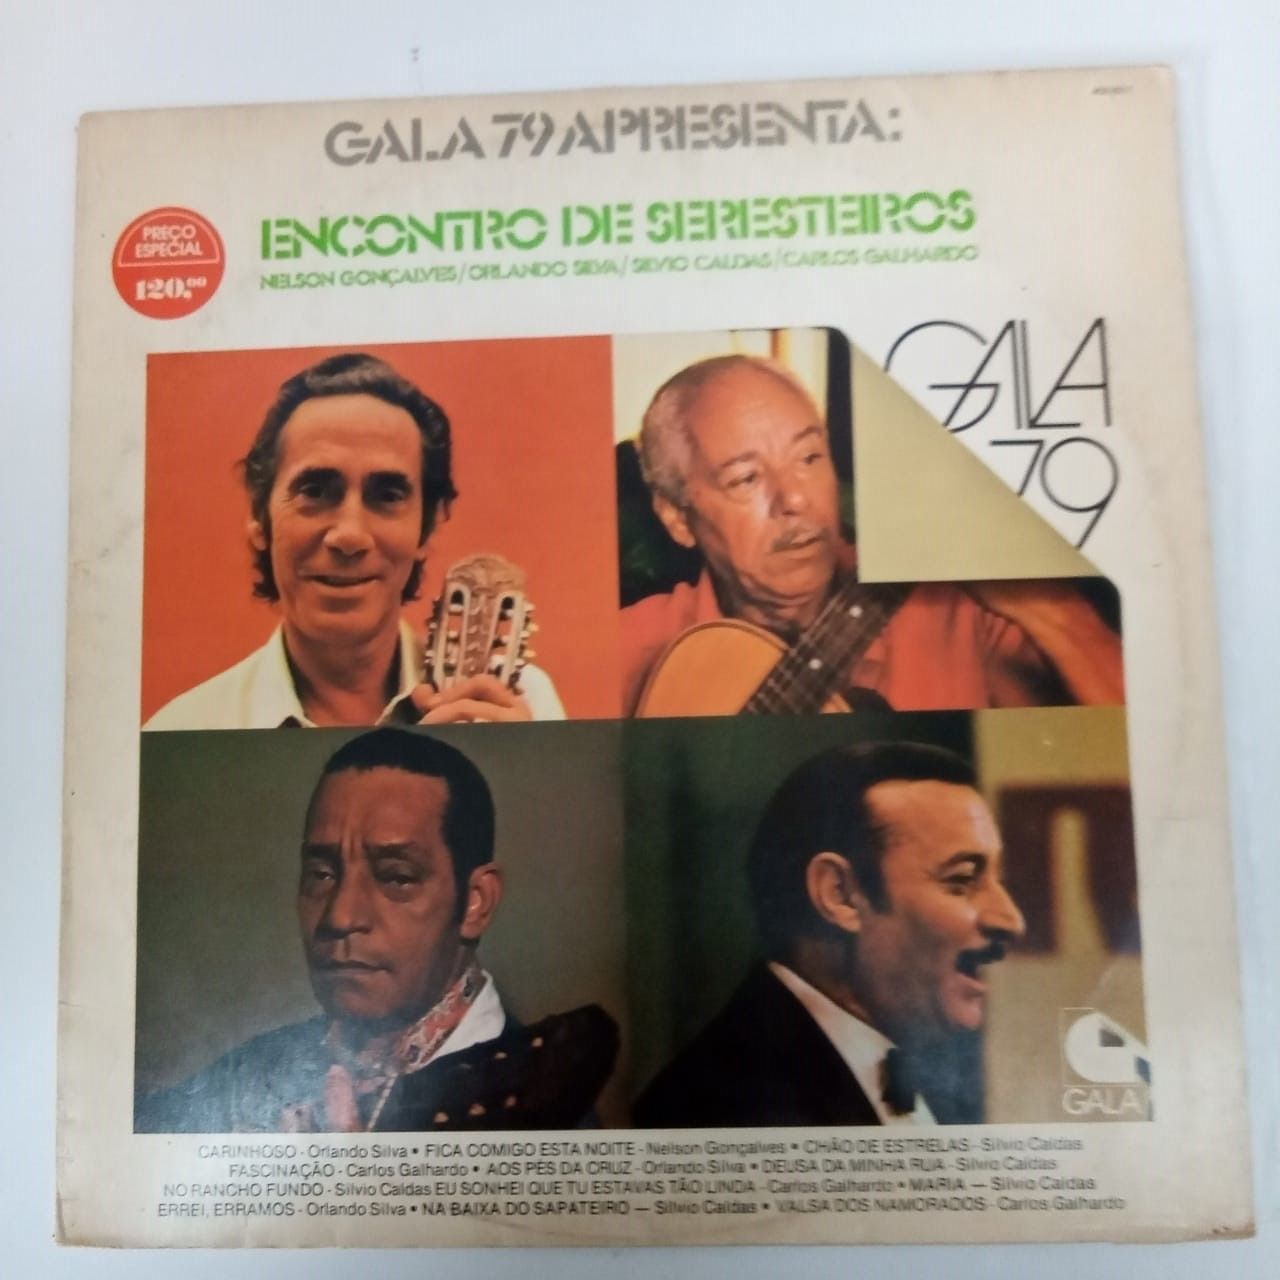 GALA 79 APRESENTA:
ENCONTRO DE SERESTEIROS
NELSON GONÇALVES/ORLANDO SILVA/SILVIO CALDAS/CARLOS GALHARDO
PREÇO
ESPECIAL
120,00
GALA
79
GALA
CARINHOSO - Orlando Silva • FICA COMIGO ESTA NOITE - Nelson Gonçalves • CHÃO DE ESTRELAS - Silvio Caldas
FASCINAÇÃO - Carlos Galhardo • AOS PÉS DA CRUZ - Orlando Silva • DEUSA DA MINHA RUA - Silvio Caldas
NO RANCHO FUNDO - Silvio Caldas EU SONHEI QUE TU ESTAVAS TÃO LINDA - Carlos Galhardo • MARIA — Silvio Caldas
ERREI, ERRAMOS - Orlando Silva • NA BAIXA DO SAPATEIRO — Silvio Caldas • VALSA DOS NAMORADOS - Carlos Galhardo